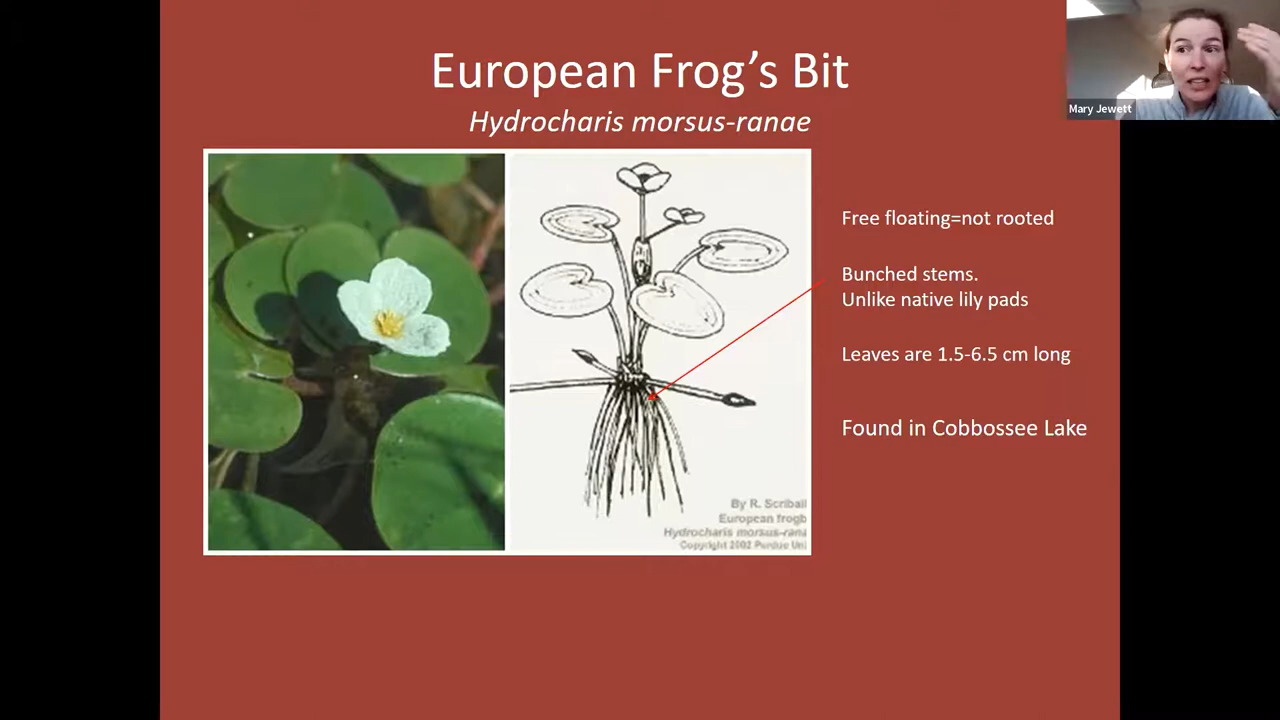 European Frog's Bit
Hydrocharis morsus-ranae
Mary Jewett
Free floating=not rooted
Bunched stems.
Unlike native lily pads
Leaves are 1.5-6.5 cm long
Found in Cobbossee Lake
By R. Scribail
European frogb
Hydrocharis morsus-rana
Copyright 2002 Purdue Uni